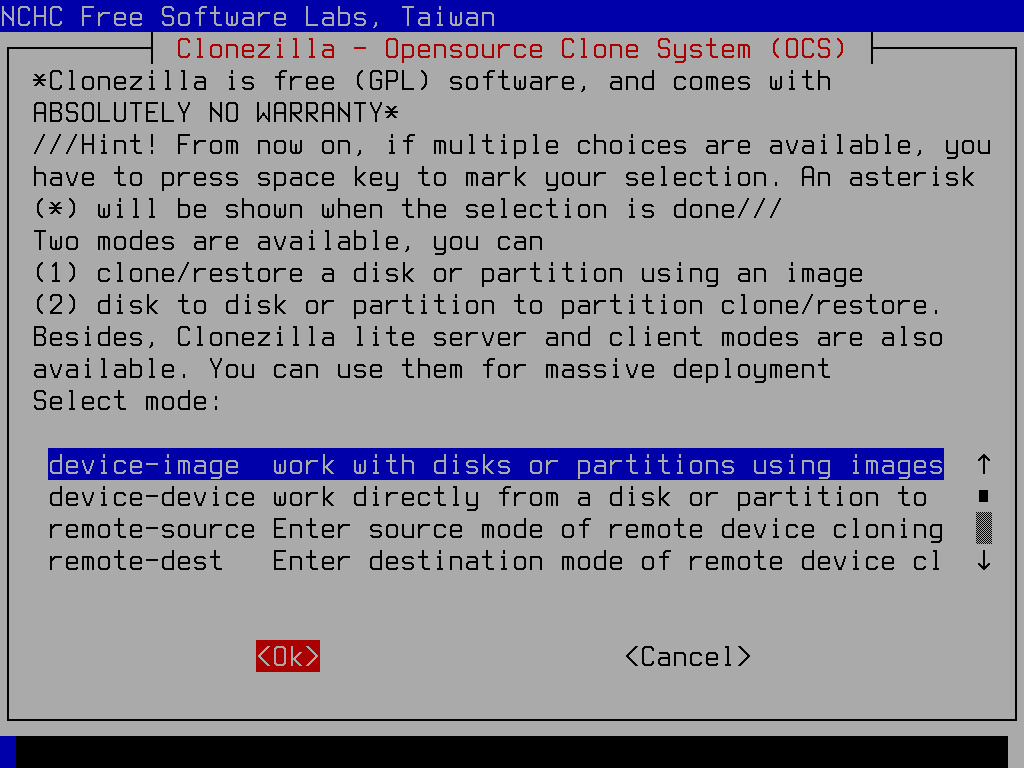 NCHC Free Software Labs, Taiwan
Clonezilla - Opensource Clone System (OCS)
*Clonezilla is free (GPL) software, and comes with
ABSOLUTELY NO WARRANTY*
///Hint! From now on, if multiple choices are available, you
have to press space key to mark your selection. An asterisk
(*) will be shown when the selection is done///
Two modes are available, you can
(1) clone/restore a disk or partition using an image
(2) disk to disk or partition to partition clone/restore.
Besides, Clonezilla lite server and client modes are also
available. You can use them for massive deployment
Select mode:
device-image  work with disks or partitions using images
device-device work directly from a disk or partition to
remote-source Enter source mode of remote device cloning
remote-dest   Enter destination mode of remote device cl
<Ok> <Cancel>